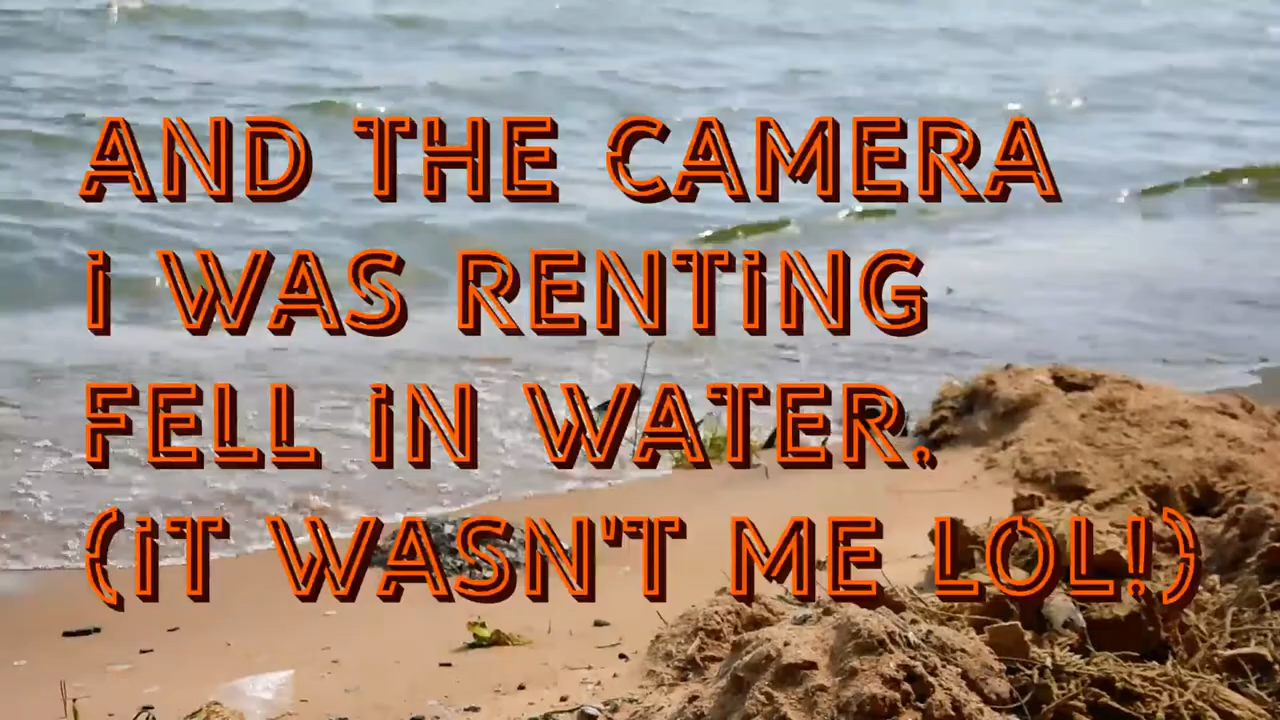 AND THE CAMERA
i WAS RENTiNG
FELL iN WATER.
(iT WASN'T ME LOL!)